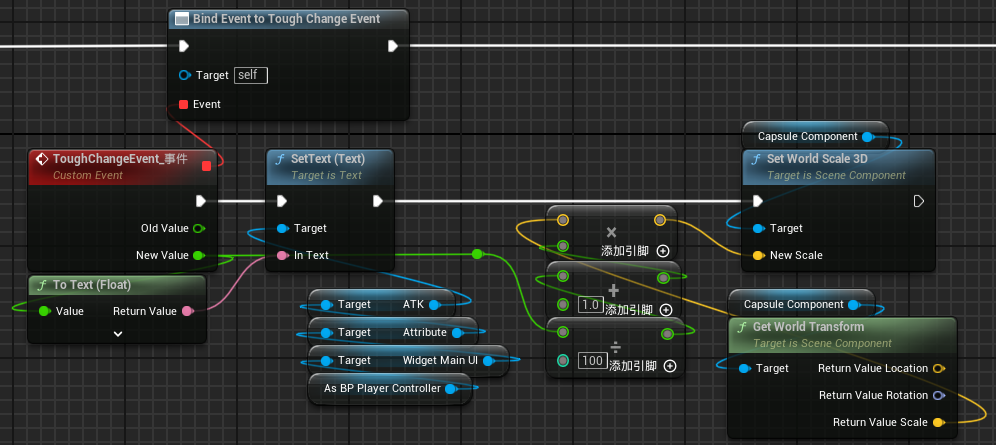 Bind Event to Tough Change Event
Target self
Event
ToughChangeEvent_事件
Custom Event
Old Value
New Value
SetText (Text)
Target is Text
Target
In Text
To Text (Float)
Value Return Value
Target ATK
Target Attribute
Target Widget Main UI
As BP Player Controller
×
添加引脚
+
1.0 添加引脚
÷
100 添加引脚
Capsule Component
Set World Scale 3D
Target is Scene Component
Target
New Scale
Capsule Component
Get World Transform
Target is Scene Component
Target Return Value Location
Return Value Rotation
Return Value Scale